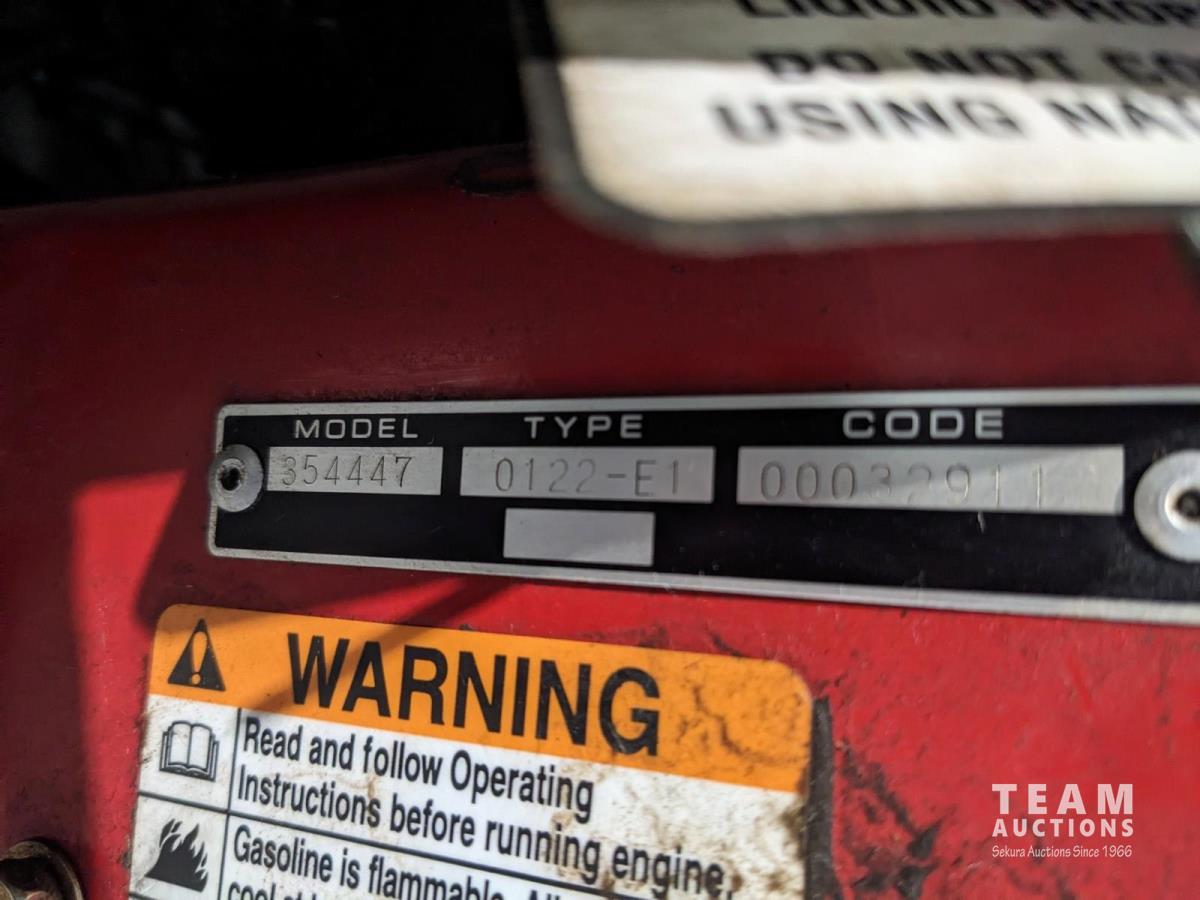 LIQUID
DO NOT
USING
MODEL TYPE CODE
354447 0122-E1 00032911
WARNING
Read and follow Operating
Instructions before running engine.
Gasoline is flammable.
TEAM
AUCTIONS
Sekura Auctions Since 1966